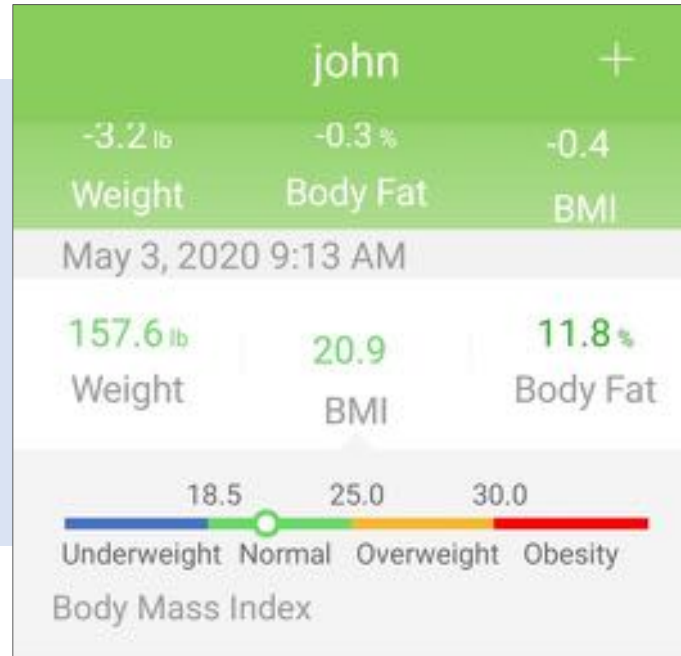 john +
-3.2 lb -0.3 % -0.4
Weight Body Fat BMI
May 3, 2020 9:13 AM
157.6 lb 20.9 11.8 %
Weight BMI Body Fat
18.5 25.0 30.0
Underweight Normal Overweight Obesity
Body Mass Index